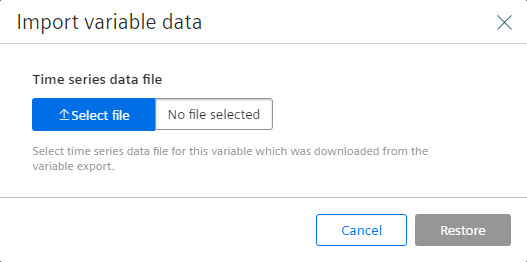 Import variable data
Time series data file
Select file
No file selected
Select time series data file for this variable which was downloaded from the
variable export.
Cancel
Restore